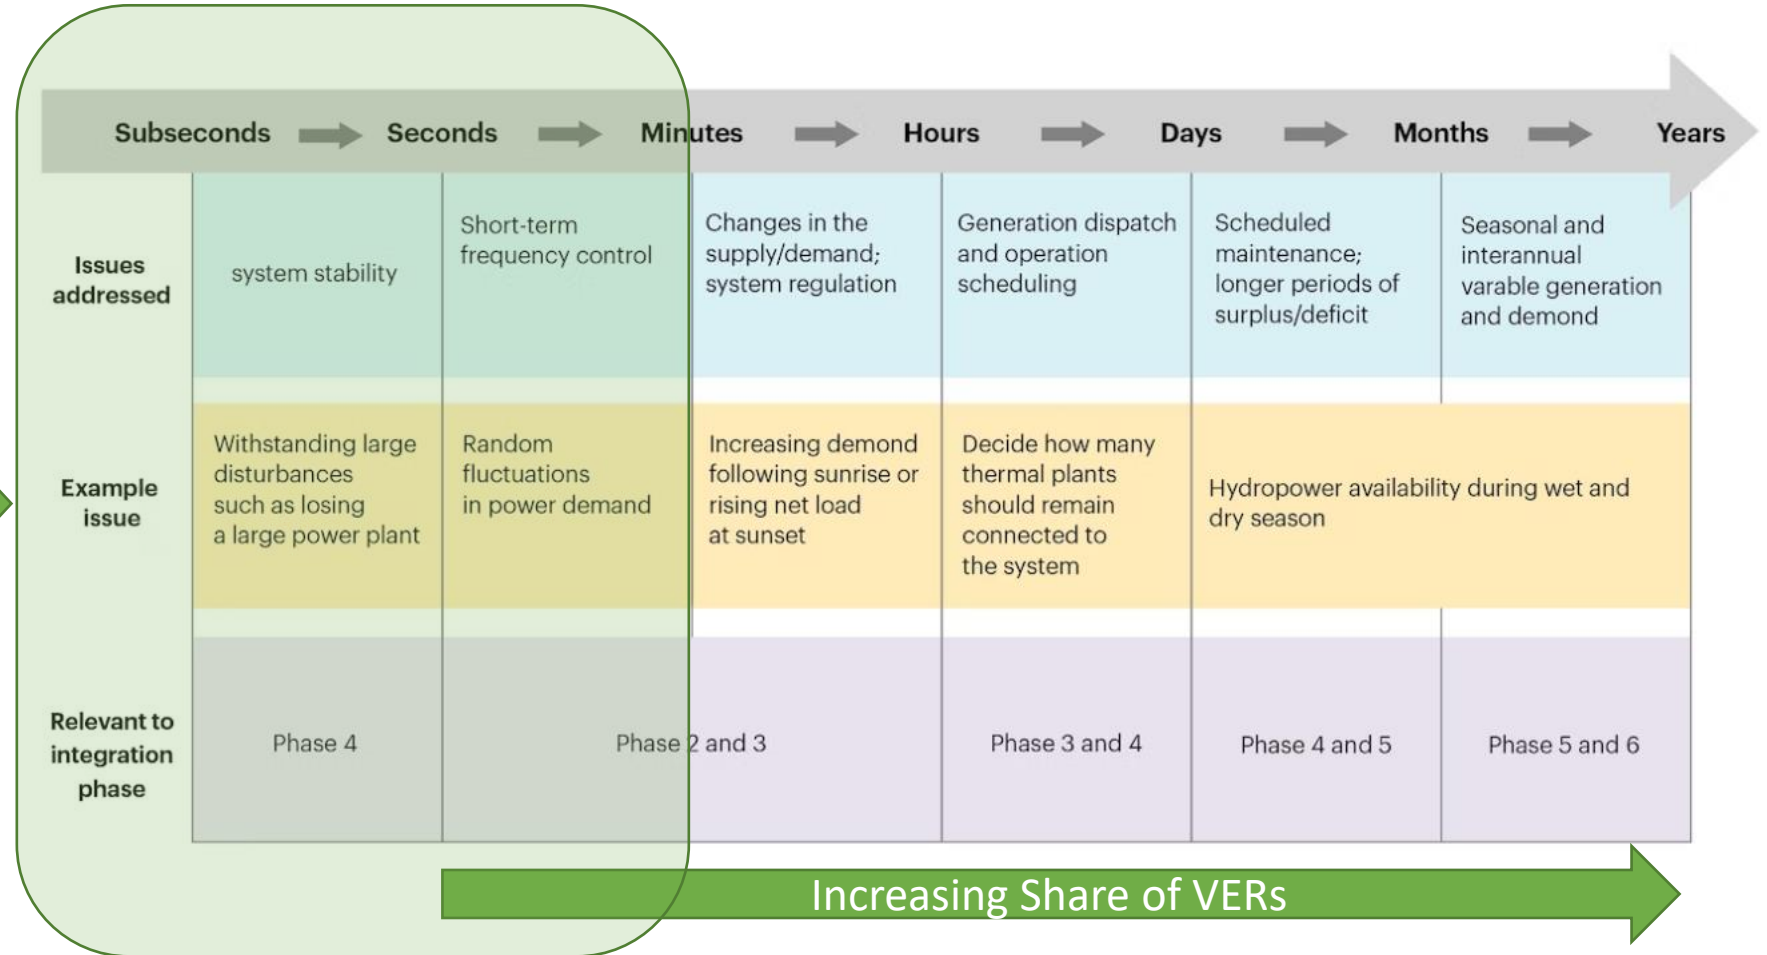 Subseconds Seconds Minutes Hours Days Months Years
Issues
addressed
system stability
Short-term
frequency control
Changes in the
supply/demand;
system regulation
Generation dispatch
and operation
scheduling
Scheduled
maintenance;
longer periods of
surplus/deficit
Seasonal and
interannual
varable generation
and demond
Example
issue
Withstanding large
disturbances
such as losing
a large power plant
Random
fluctuations
in power demand
Increasing demond
following sunrise or
rising net load
at sunset
Decide how many
thermal plants
should remain
connected to
the system
Hydropower availability during wet and
dry season
Relevant to
integration
phase
Phase 4
Phase 2 and 3
Phase 3 and 4
Phase 4 and 5
Phase 5 and 6
Increasing Share of VERs